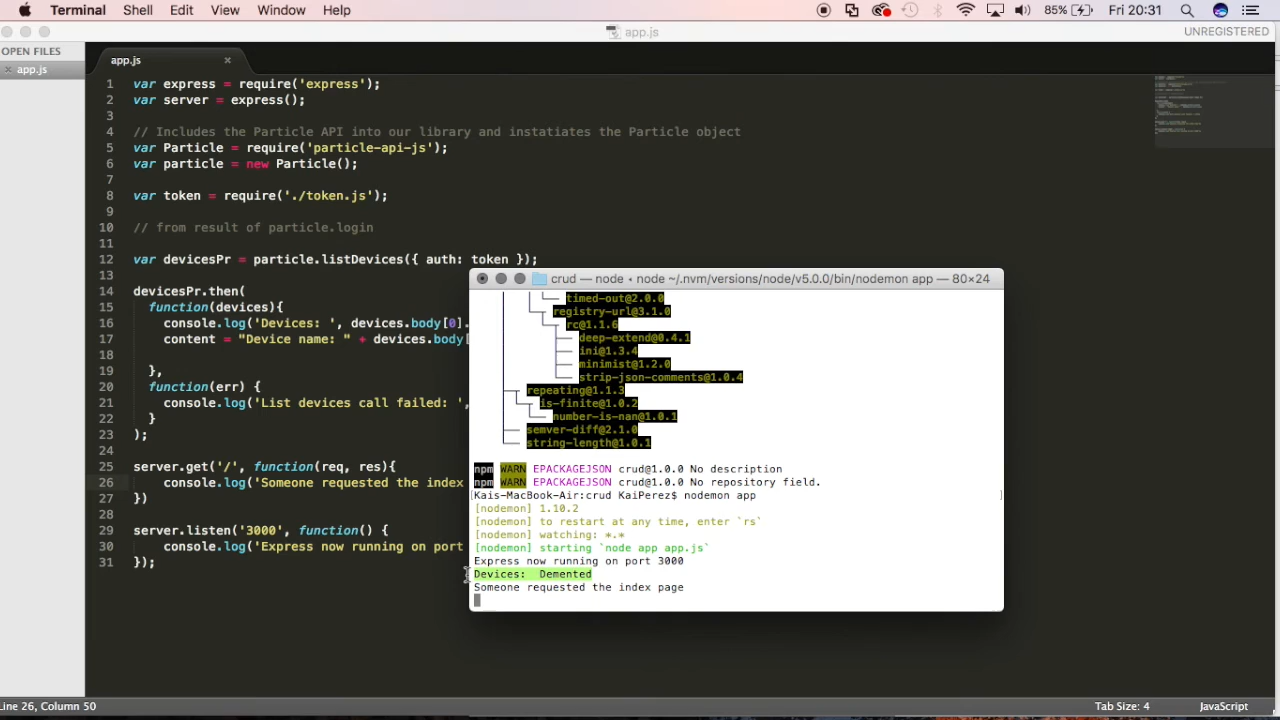 Terminal Shell Edit View Window Help 85% Fri 20:31
app.js UNREGISTERED
OPEN FILES
app.js
app.js
1 var express = require('express');
2 var server = express();
3
4 // Includes the Particle API into our library and instatiates the Particle object
5 var Particle = require('particle-api-js');
6 var particle = new Particle();
7
8 var token = require('./token.js');
9
10 // from result of particle.login
11
12 var devicesPr = particle.listDevices({ auth: token });
13
14 devicesPr.then(
15 function(devices){
16 console.log('Devices: ', devices.body[0].
17 content = "Device name: " + devices.body[
18
19 },
20 function(err) {
21 console.log('List devices call failed: ',
22 }
23 );
24
25 server.get('/', function(req, res){
26 console.log('Someone requested the index
27 })
28
29 server.listen('3000', function() {
30 console.log('Express now running on port
31 });
crud — node • node ~/.nvm/versions/node/v5.0.0/bin/nodemon app — 80×24
timed-out@2.0.0
registry-url@3.1.0
rc@1.1.6
deep-extend@0.4.1
ini@1.3.4
minimist@1.2.0
strip-json-comments@1.0.4
repeating@1.1.3
is-finite@1.0.2
number-is-nan@1.0.1
semver-diff@2.1.0
string-length@1.0.1
npm WARN EPACKAGEJSON crud@1.0.0 No description
npm WARN EPACKAGEJSON crud@1.0.0 No repository field.
[Kais-MacBook-Air:crud KaiPerez$ nodemon app ]
[nodemon] 1.10.2
[nodemon] to restart at any time, enter `rs`
[nodemon] watching: *.*
[nodemon] starting `node app app.js`
Express now running on port 3000
Devices:  Demented
Someone requested the index page
Line 26, Column 50 Tab Size: 4 JavaScript